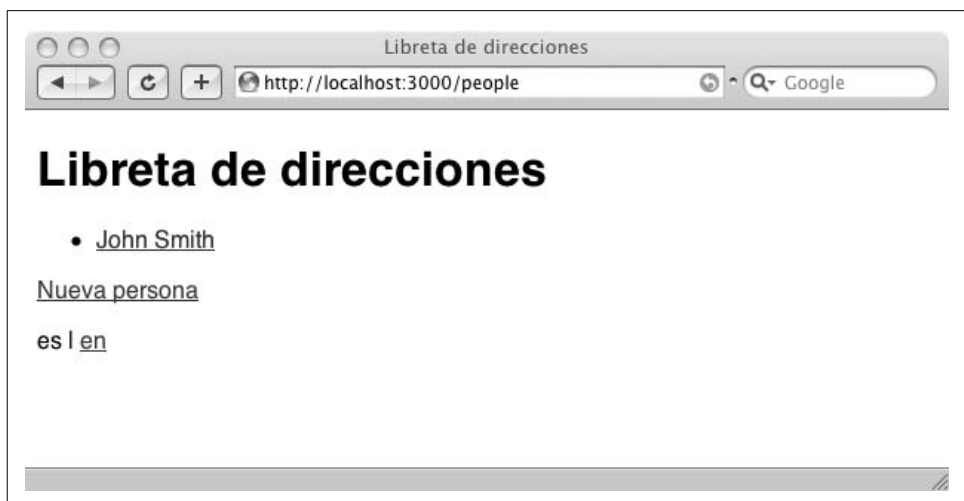 Libreta de direcciones
http://localhost:3000/people
Google
Libreta de direcciones
• John Smith
Nueva persona
es | en